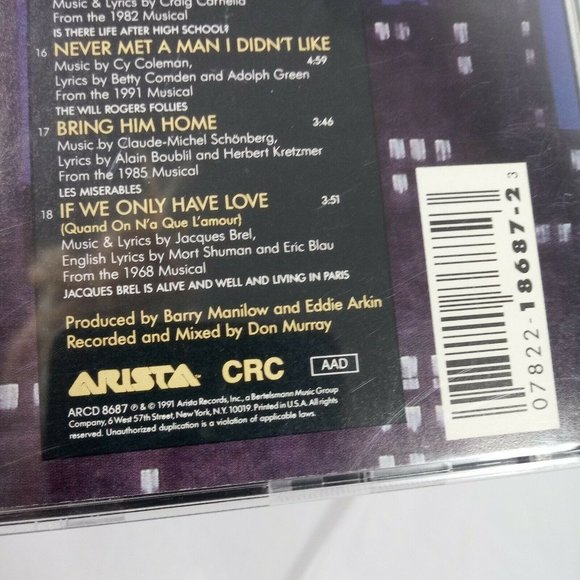 Music & Lyrics by Craig Carnelia
From the 1982 Musical
IS THERE LIFE AFTER HIGH SCHOOL?
16 NEVER MET A MAN I DIDN'T LIKE
Music by Cy Coleman, 4:59
Lyrics by Betty Comden and Adolph Green
From the 1991 Musical
THE WILL ROGERS FOLLIES
17 BRING HIM HOME 3:46
Music by Claude-Michel Schönberg,
Lyrics by Alain Boublil and Herbert Kretzmer
From the 1985 Musical
LES MISERABLES
18 IF WE ONLY HAVE LOVE 3:51
(Quand On N'a Que L'amour)
Music & Lyrics by Jacques Brel,
English Lyrics by Mort Shuman and Eric Blau
From the 1968 Musical
JACQUES BREL IS ALIVE AND WELL AND LIVING IN PARIS
Produced by Barry Manilow and Eddie Arkin
Recorded and Mixed by Don Murray
ARISTA™ CRC AAD
ARCD 8687 ℗ & © 1991 Arista Records, Inc., a Bertelsmann Music Group
Company, 6 West 57th Street, New York, N.Y. 10019. Printed in U.S.A. All rights
reserved. Unauthorized duplication is a violation of applicable laws.
07822-18687-2 3